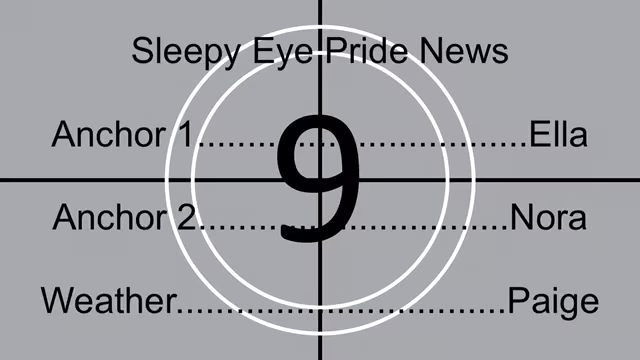 Sleepy Eye Pride News
Anchor 1..........................Ella
9
Anchor 2.........................Nora
Weather.................................Paige